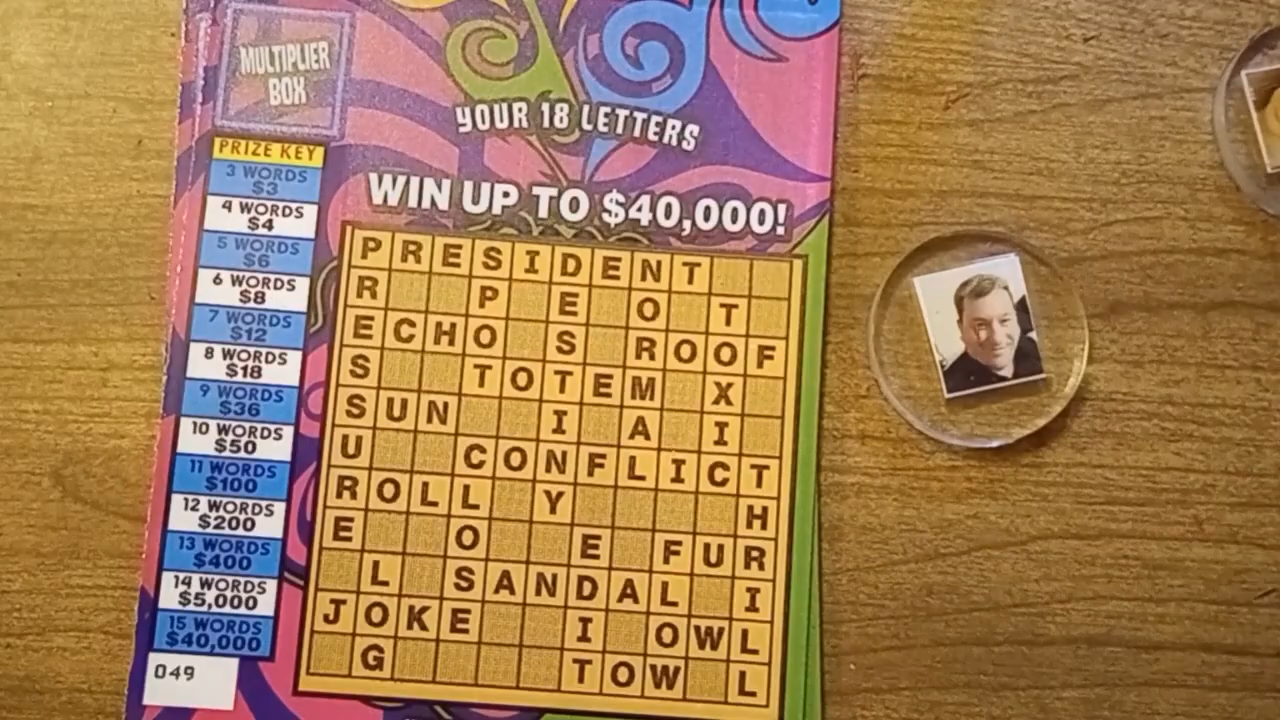 MULTIPLIER
BOX
YOUR 18 LETTERS
WIN UP TO $40,000!
PRIZE KEY
3 WORDS
$3
4 WORDS
$4
5 WORDS
$6
6 WORDS
$8
7 WORDS
$12
8 WORDS
$18
9 WORDS
$36
10 WORDS
$50
11 WORDS
$100
12 WORDS
$200
13 WORDS
$400
14 WORDS
$5,000
15 WORDS
$40,000
049
PRESIDENT
R P E O T
ECHO S ROOF
S TOTEM X
SUN I A I
U CONFLICT
ROLL Y H
E O E FUR
L SANDAL I
JOKE I OWL
G TOW L